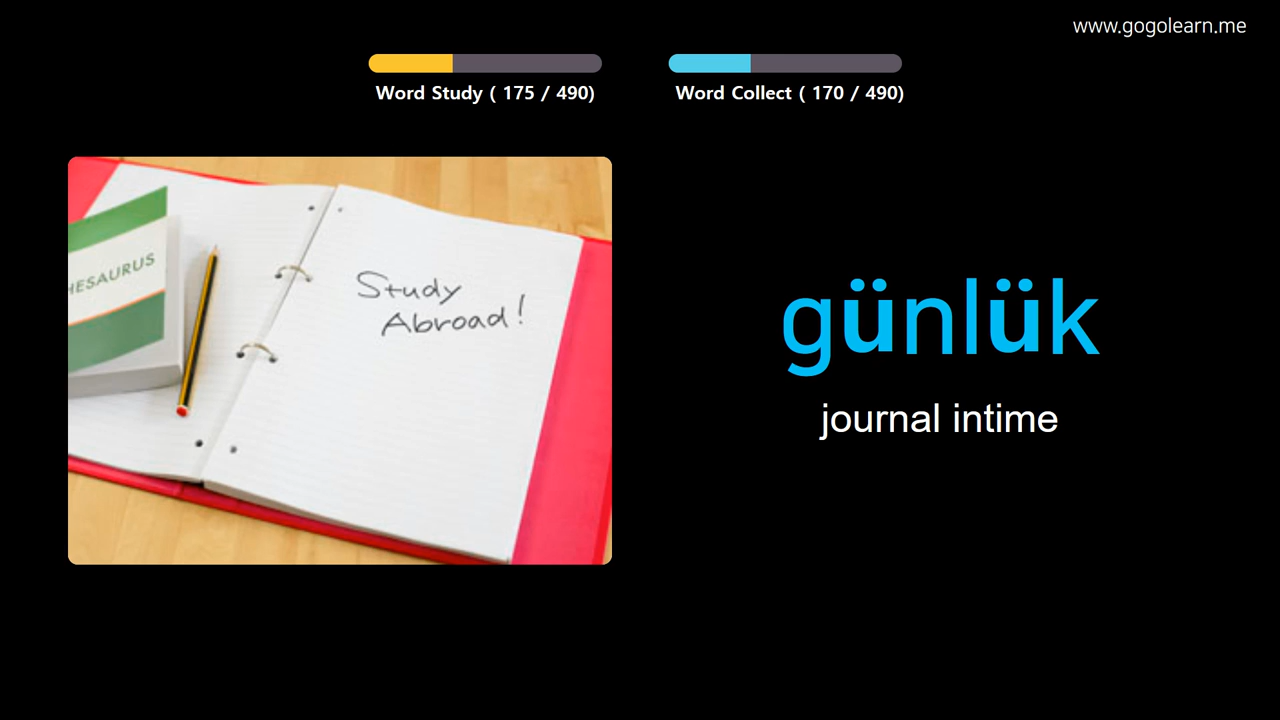 www.gogolearn.me
Word Study ( 175 / 490)
Word Collect ( 170 / 490)
HESAURUS
Study
Abroad!
günlük
journal intime